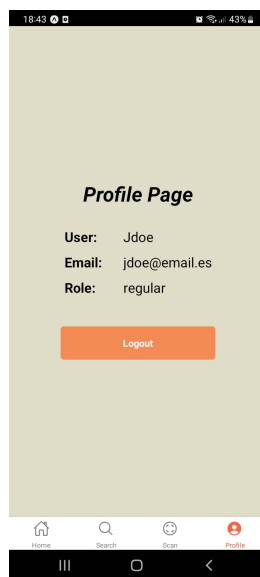 18:43 43%
Profile Page
User: Jdoe
Email: jdoe@email.es
Role: regular
Logout
Home Search Scan Profile